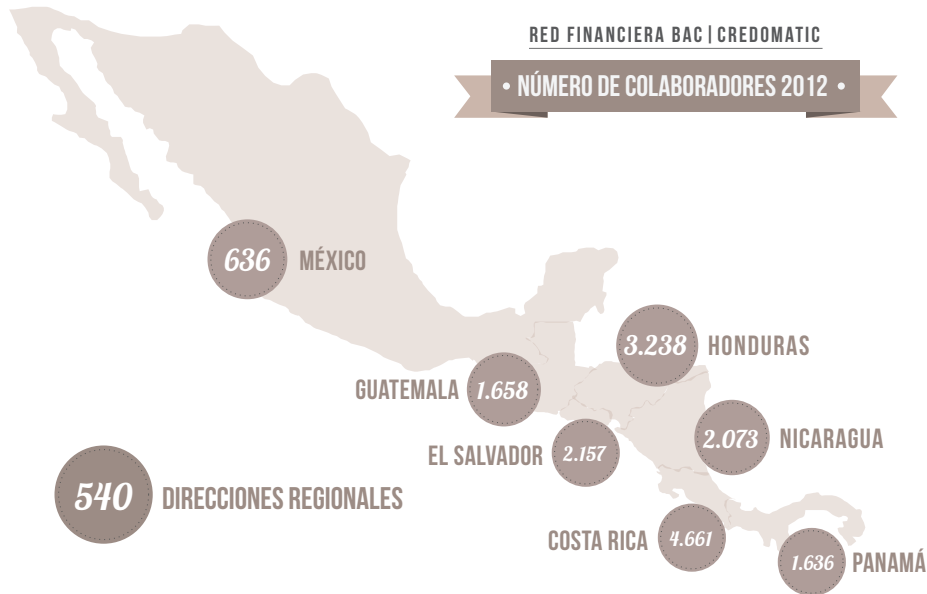 RED FINANCIERA BAC|CREDOMATIC
• NÚMERO DE COLABORADORES 2012 •
636 MÉXICO
3.238 HONDURAS
GUATEMALA 1.658
2.073 NICARAGUA
EL SALVADOR 2.157
540 DIRECCIONES REGIONALES
COSTA RICA 4.661
1.636 PANAMÁ